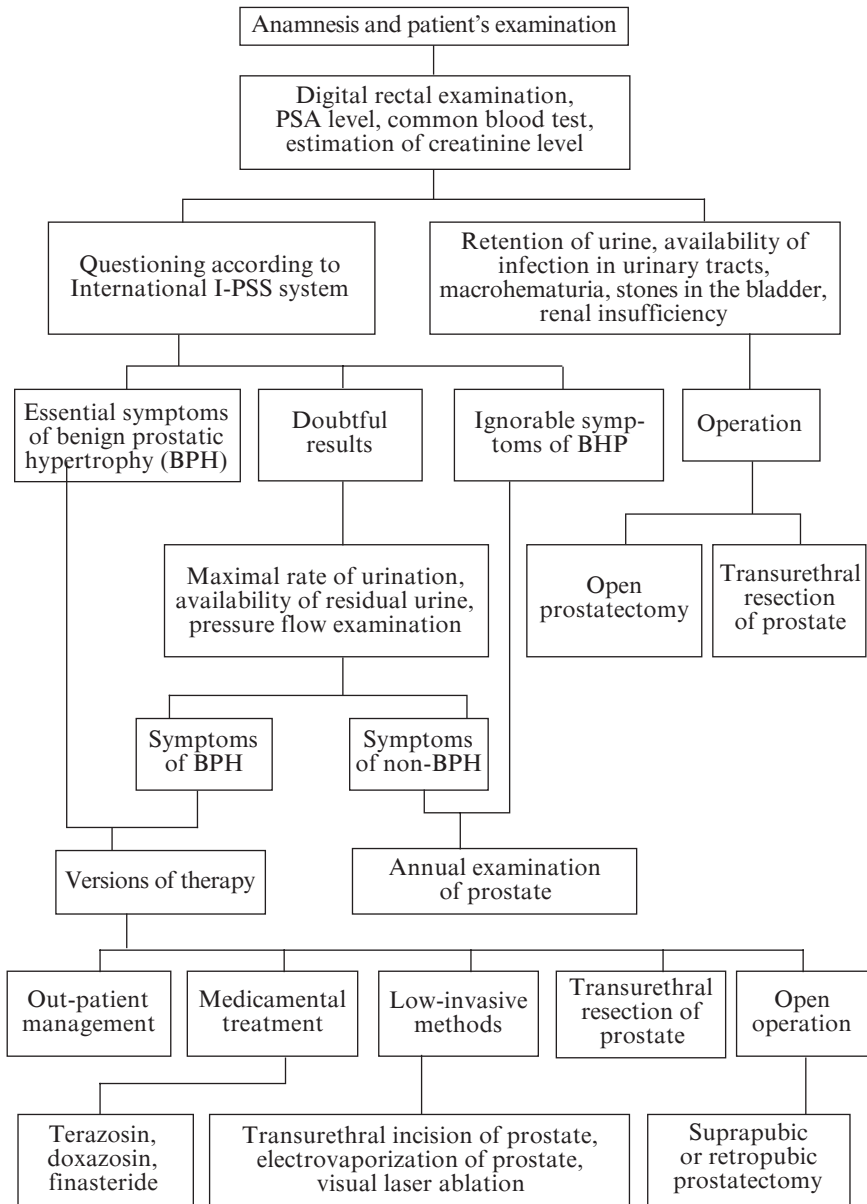 Anamnesis and patient's examination
Digital rectal examination,
PSA level, common blood test,
estimation of creatinine level
Questioning according to
International I-PSS system
Retention of urine, availability of
infection in urinary tracts,
macrohematuria, stones in the bladder,
renal insufficiency
Essential symptoms
of benign prostatic
hypertrophy (BPH)
Doubtful
results
Ignorable symp-
toms of BHP
Operation
Open
prostatectomy
Transurethral
resection
of prostate
Maximal rate of urination,
availability of residual urine,
pressure flow examination
Symptoms
of BPH
Symptoms
of non-BPH
Versions of therapy
Annual examination
of prostate
Out-patient
management
Medicamental
treatment
Low-invasive
methods
Transurethral
resection of
prostate
Open
operation
Terazosin,
doxazosin,
finasteride
Transurethral incision of prostate,
electrovaporization of prostate,
visual laser ablation
Suprapubic
or retropubic
prostatectomy